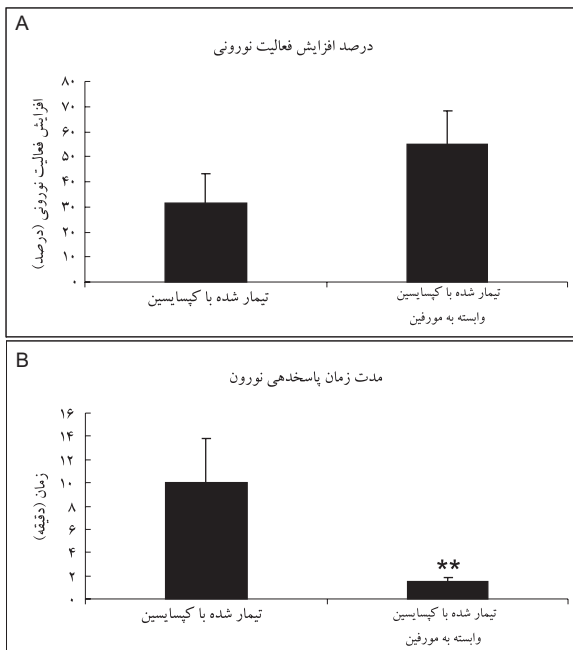 A
درصد افزایش فعالیت نورونی
افزایش فعالیت نورونی (درصد)
۸۰
۷۰
۶۰
۵۰
۴۰
۳۰
۲۰
۱۰
۰
تیمار شده با کپسایسین
تیمار شده با کپسایسین
وابسته به مورفین
B
مدت زمان پاسخدهی نورون
زمان (دقیقه)
۱۶
۱۴
۱۲
۱۰
۸
۶
۴
۲
۰
**
تیمار شده با کپسایسین
تیمار شده با کپسایسین
وابسته به مورفین